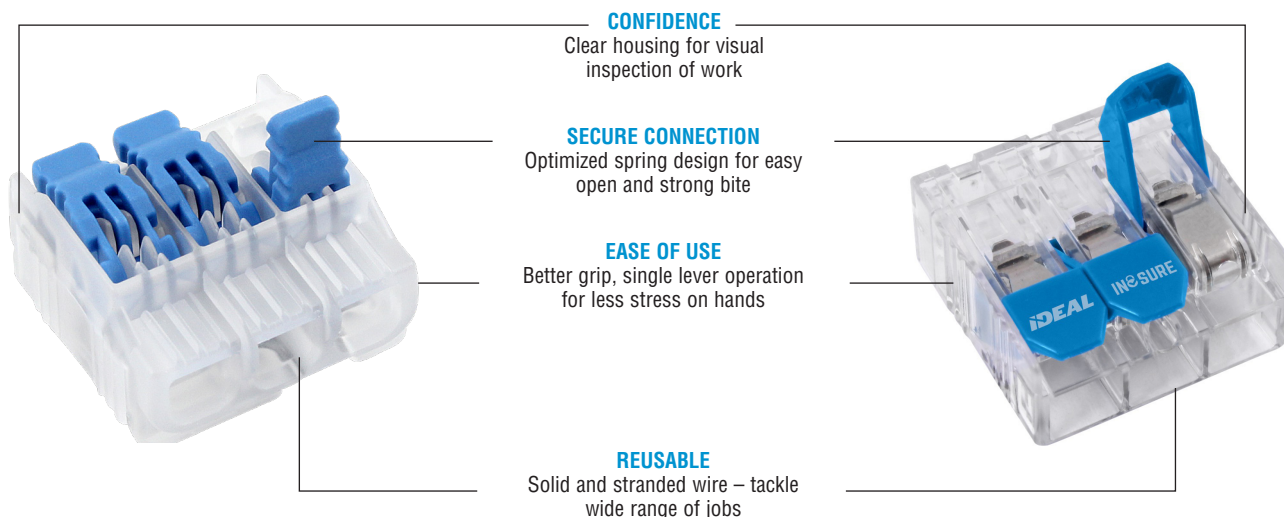 CONFIDENCE
Clear housing for visual
inspection of work
SECURE CONNECTION
Optimized spring design for easy
open and strong bite
EASE OF USE
Better grip, single lever operation
for less stress on hands
IDEAL
IN SURE
REUSABLE
Solid and stranded wire – tackle
wide range of jobs